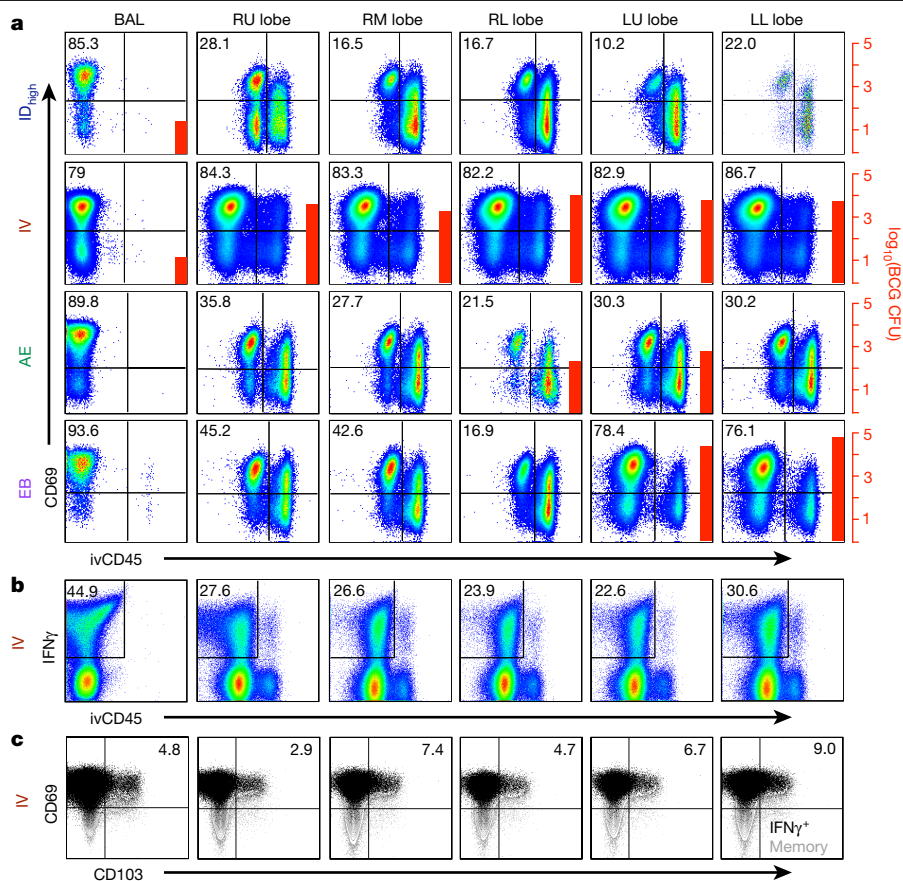 a
BAL RU lobe RM lobe RL lobe LU lobe LL lobe
ID high
85.3 28.1 16.5 16.7 10.2 22.0
5
3
1
IV
79 84.3 83.3 82.2 82.9 86.7
5
3
1
AE
89.8 35.8 27.7 21.5 30.3 30.2
5
3
1
EB
93.6 45.2 42.6 16.9 78.4 76.1
5
3
1
CD69
log10(BCG CFU)
ivCD45
b
IV
IFNγ
44.9 27.6 26.6 23.9 22.6 30.6
ivCD45
c
IV
CD69
4.8 2.9 7.4 4.7 6.7 9.0
IFNγ+
Memory
CD103